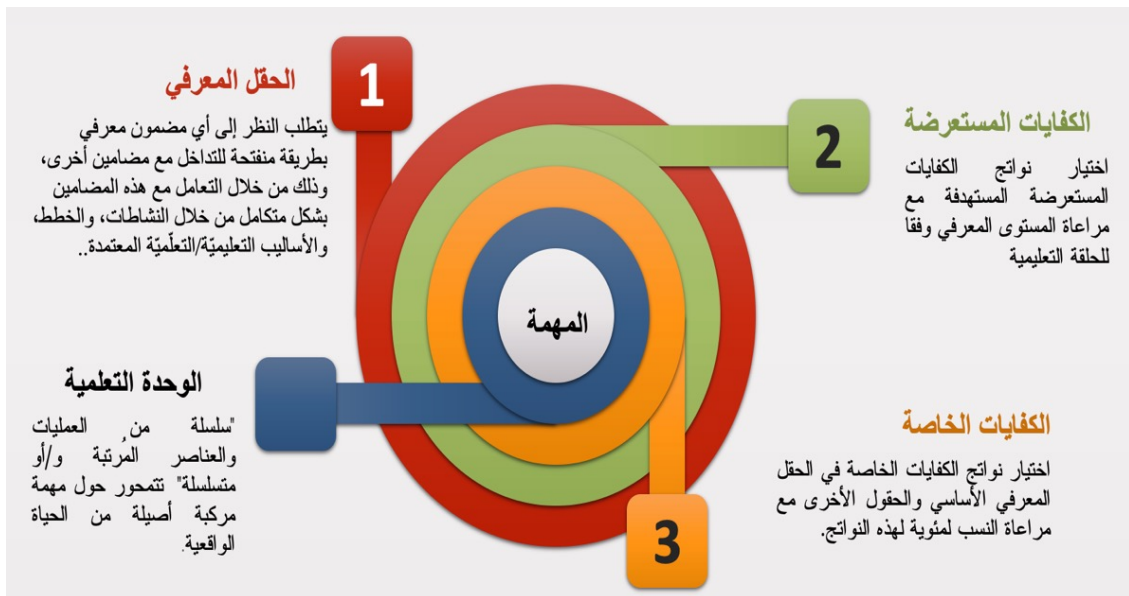 1
الحقل المعرفي
يتطلب النظر إلى أي مضمون معرفي
بطريقة منفتحة للتداخل مع مضامين أخرى،
وذلك من خلال التعامل مع هذه المضامين
بشكل متكامل من خلال النشاطات، والخطط،
والأساليب التعليميّة/التعلّميّة المعتمدة..
2
الكفايات المستعرضة
اختيار نواتج الكفايات
المستعرضة المستهدفة مع
مراعاة المستوى المعرفي وفقا
للحلقة التعليمية
المهمة
3
الكفايات الخاصة
اختيار نواتج الكفايات الخاصة في الحقل
المعرفي الأساسي والحقول الأخرى مع
مراعاة النسب لمئوية لهذه النواتج.
الوحدة التعلمية
"سلسلة من العمليات
والعناصر المُرتبة و/أو
متسلسلة" تتمحور حول مهمة
مركبة أصيلة من الحياة
الواقعية.